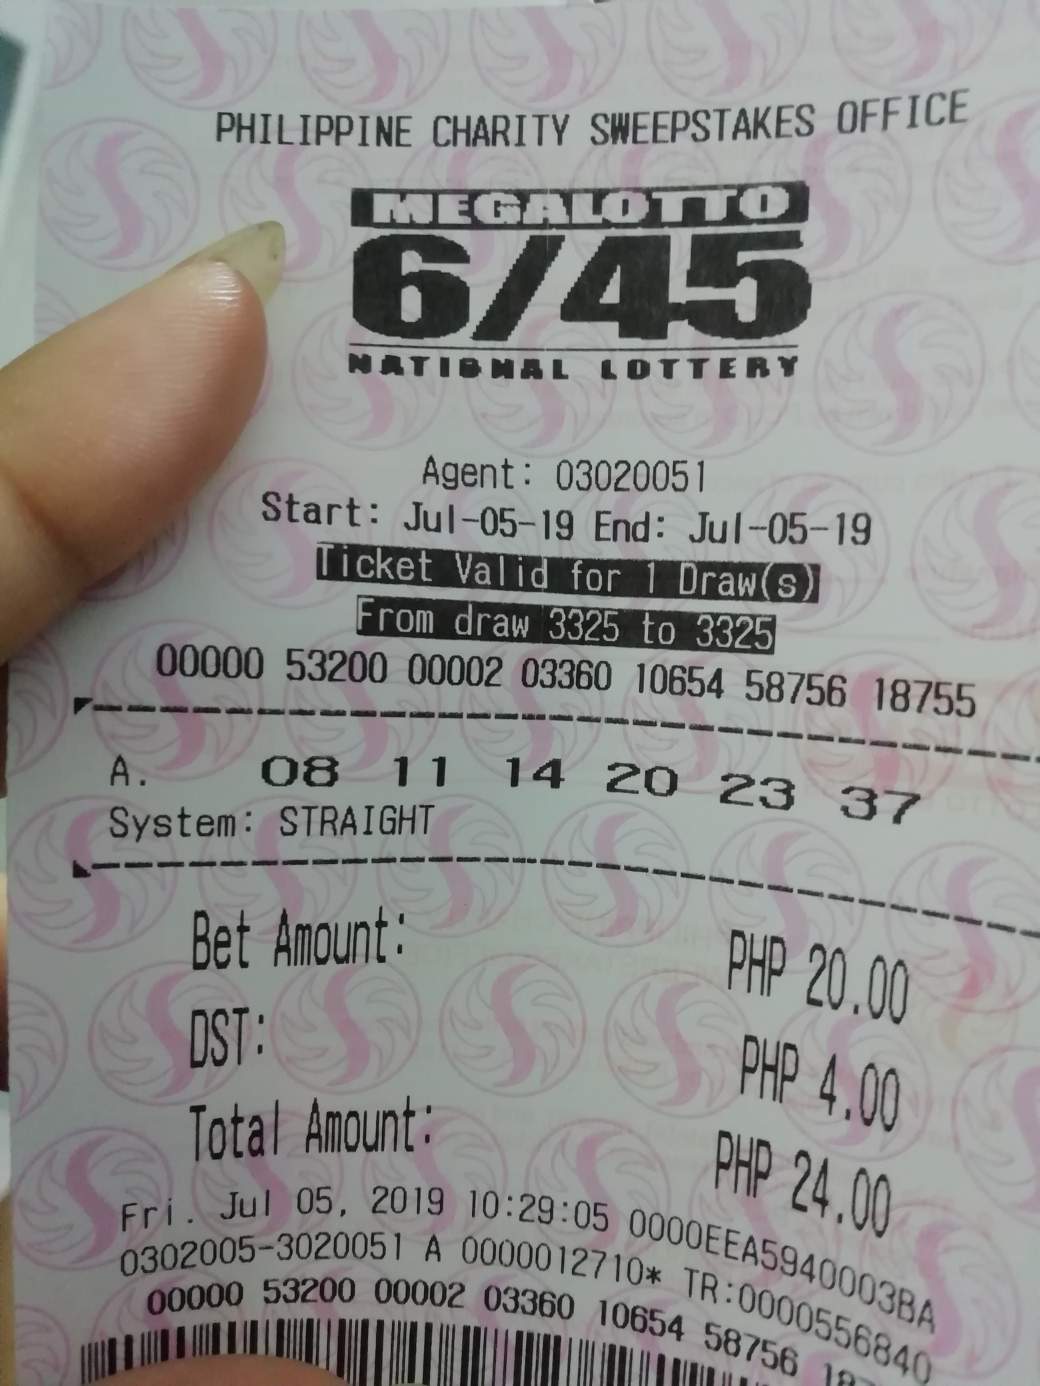 PHILIPPINE CHARITY SWEEPSTAKES OFFICE
MEGALOTTO
6/45
NATIONAL LOTTERY
Agent: 03020051
Start: Jul-05-19 End: Jul-05-19
Ticket Valid for 1 Draw(s)
From draw 3325 to 3325
00000 53200 00002 03360 10654 58756 18755
A. 08 11 14 20 23 37
System: STRAIGHT
Bet Amount: PHP 20.00
DST: PHP 4.00
Total Amount: PHP 24.00
Fri. Jul 05, 2019 10:29:05 0000EEA5940003BA
0302005-3020051 A 0000012710* TR:0000556840
00000 53200 00002 03360 10654 58756